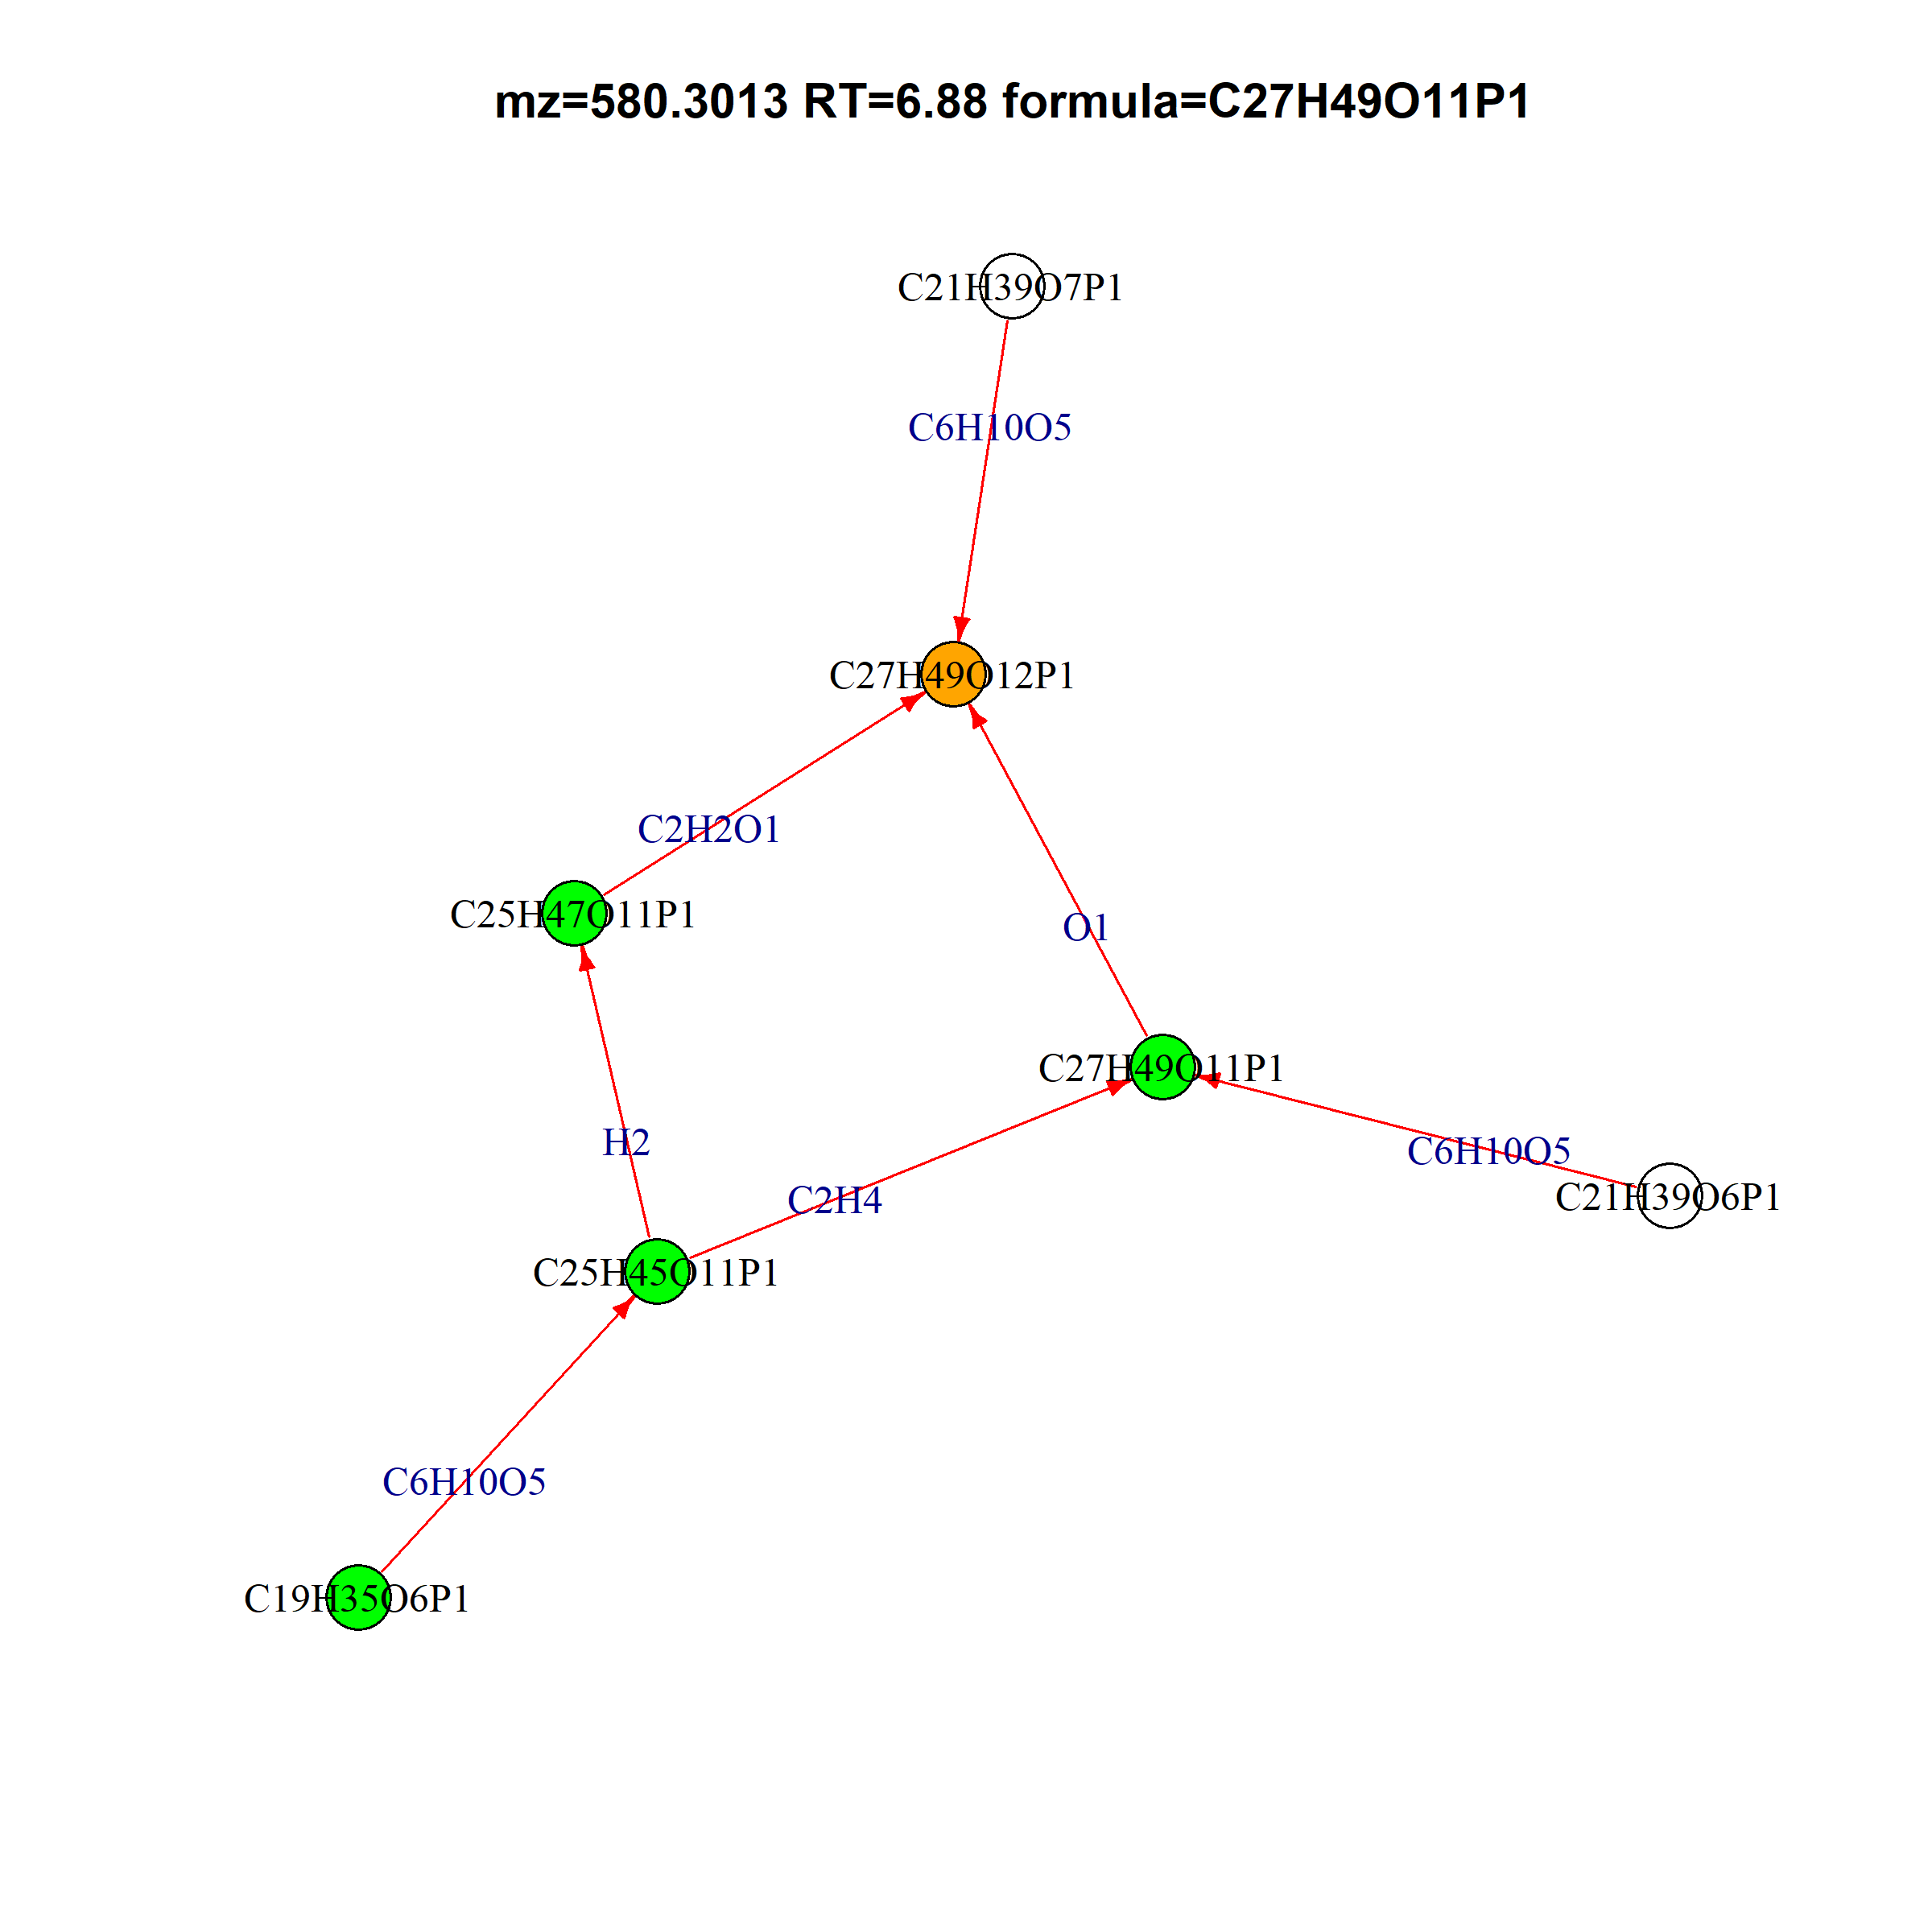 mz=580.3013 RT=6.88 formula=C27H49O11P1
C21H39O7P1
C6H10O5
C27H49O12P1
C2H2O1
C25H47O11P1
O1
C27H49O11P1
H2
C6H10O5
C2H4
C21H39O6P1
C25H45O11P1
C6H10O5
C19H35O6P1